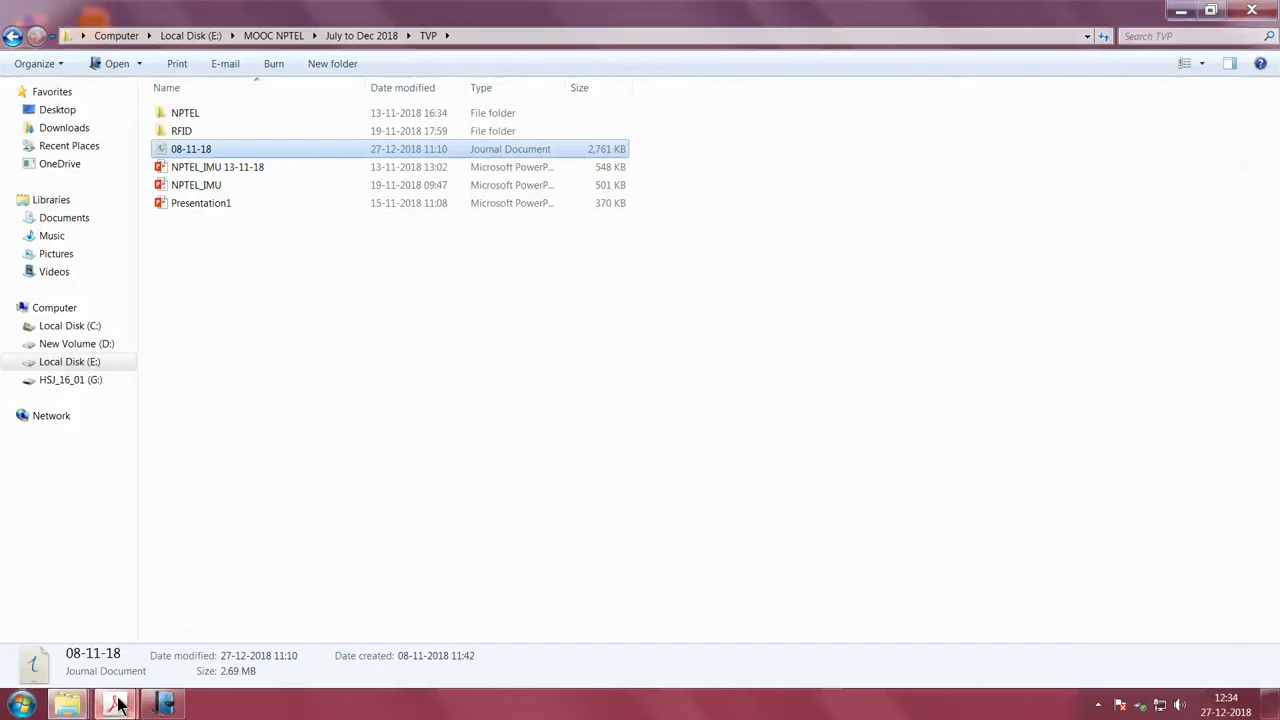 Computer
Local Disk (E:)
MOOC NPTEL
July to Dec 2018
TVP
Search TVP
Organize
Open
Print
E-mail
Burn
New folder
Name
Date modified
Type
Size
Favorites
Desktop
Downloads
Recent Places
OneDrive
Libraries
Documents
Music
Pictures
Videos
Computer
Local Disk (C:)
New Volume (D:)
Local Disk (E:)
HSJ_16_01 (G:)
Network
NPTEL 13-11-2018 16:34 File folder
RFID 19-11-2018 17:59 File folder
08-11-18 27-12-2018 11:10 Journal Document 2,761 KB
NPTEL_IMU 13-11-18 13-11-2018 13:02 Microsoft PowerP... 548 KB
NPTEL_IMU 19-11-2018 09:47 Microsoft PowerP... 501 KB
Presentation1 15-11-2018 11:08 Microsoft PowerP... 370 KB
08-11-18 Date modified: 27-12-2018 11:10 Date created: 08-11-2018 11:42
Journal Document Size: 2.69 MB
12:34
27-12-2018